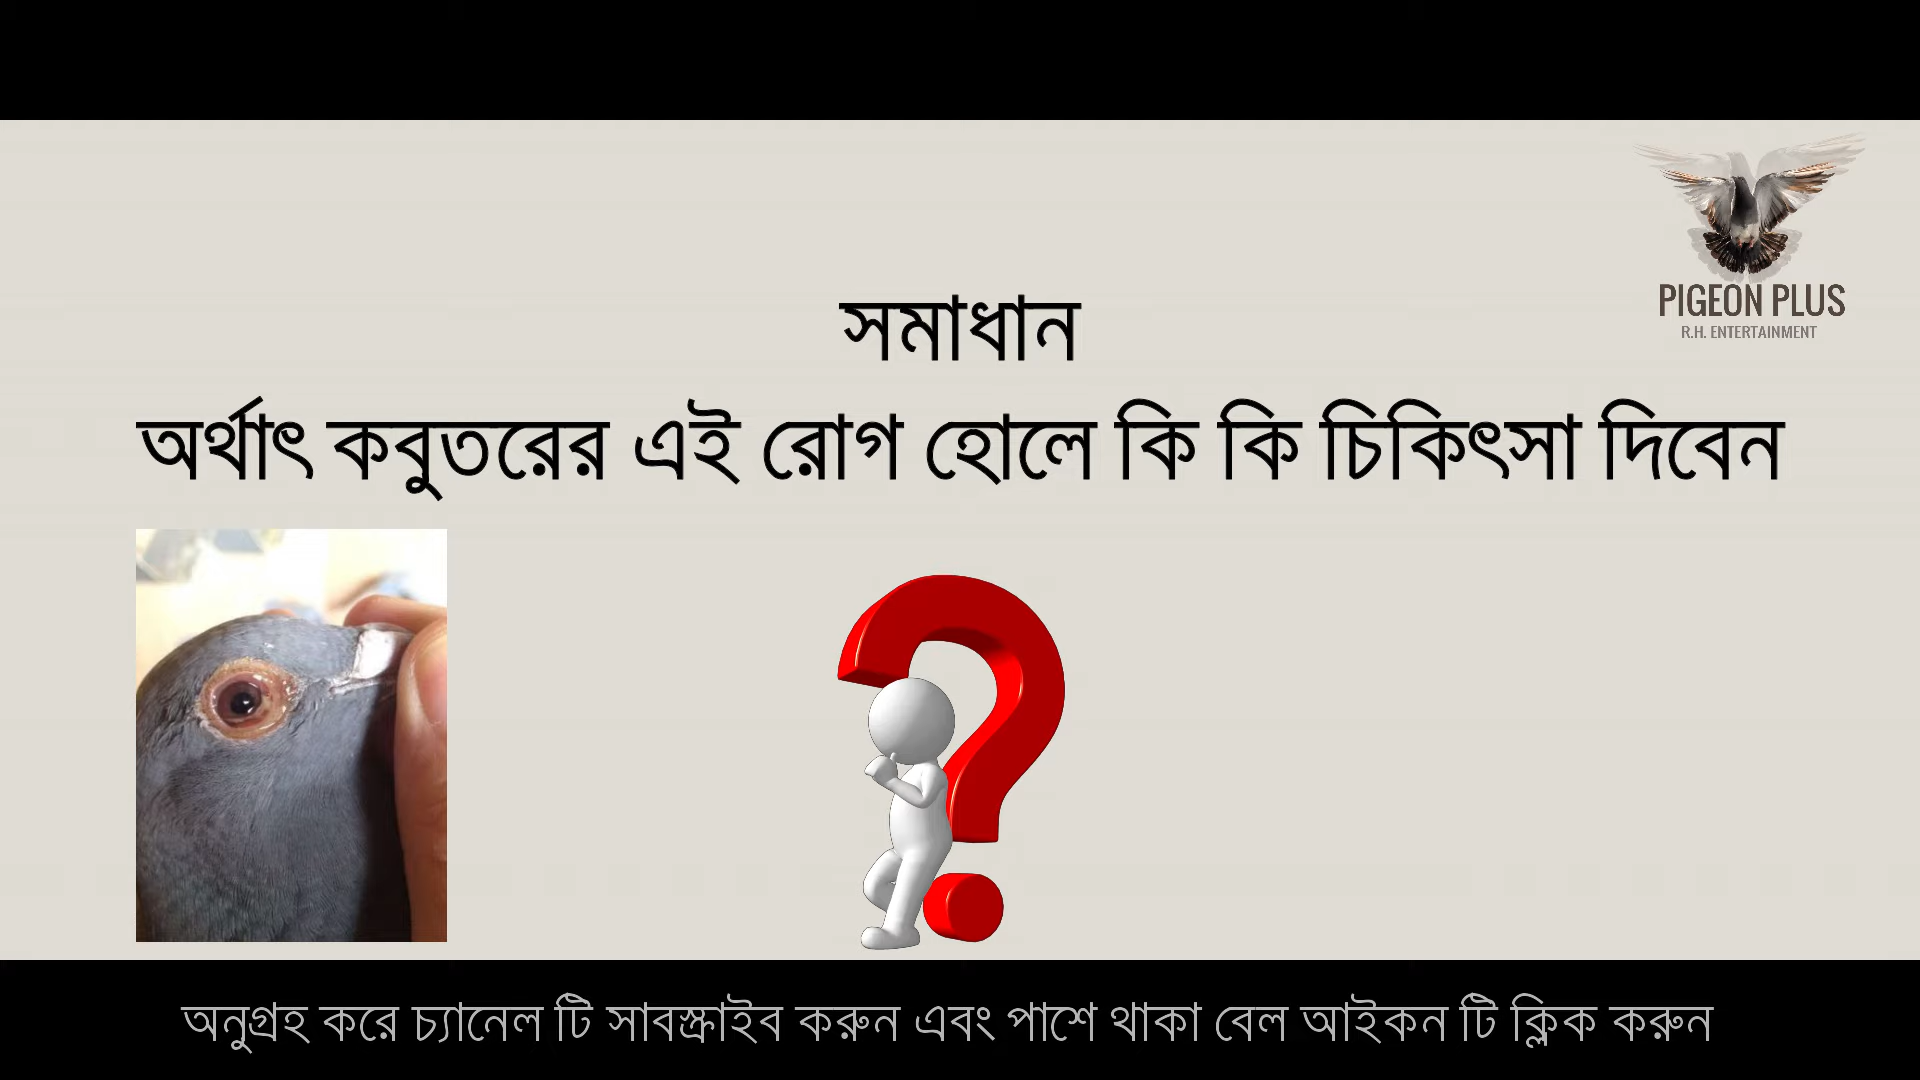 PIGEON PLUS
R.H. ENTERTAINMENT
সমাধান
অর্থাৎ কবুতরের এই রোগ হোলে কি কি চিকিৎসা দিবেন
অনুগ্রহ করে চ্যানেল টি সাবস্ক্রাইব করুন এবং পাশে থাকা বেল আইকন টি ক্লিক করুন